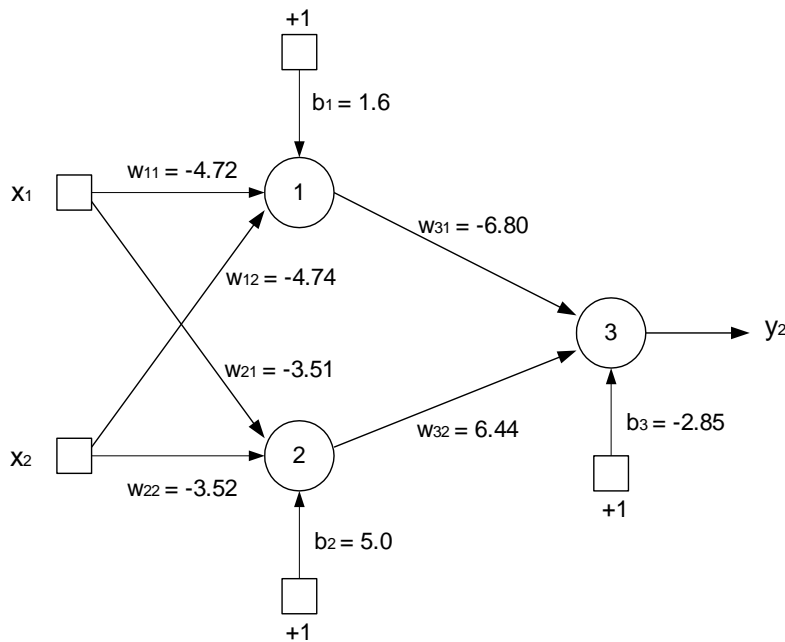 +1
b1 = 1.6
w11 = -4.72
x1
1
w31 = -6.80
w12 = -4.74
3
y2
w21 = -3.51
w32 = 6.44
b3 = -2.85
x2
2
w22 = -3.52
+1
b2 = 5.0
+1